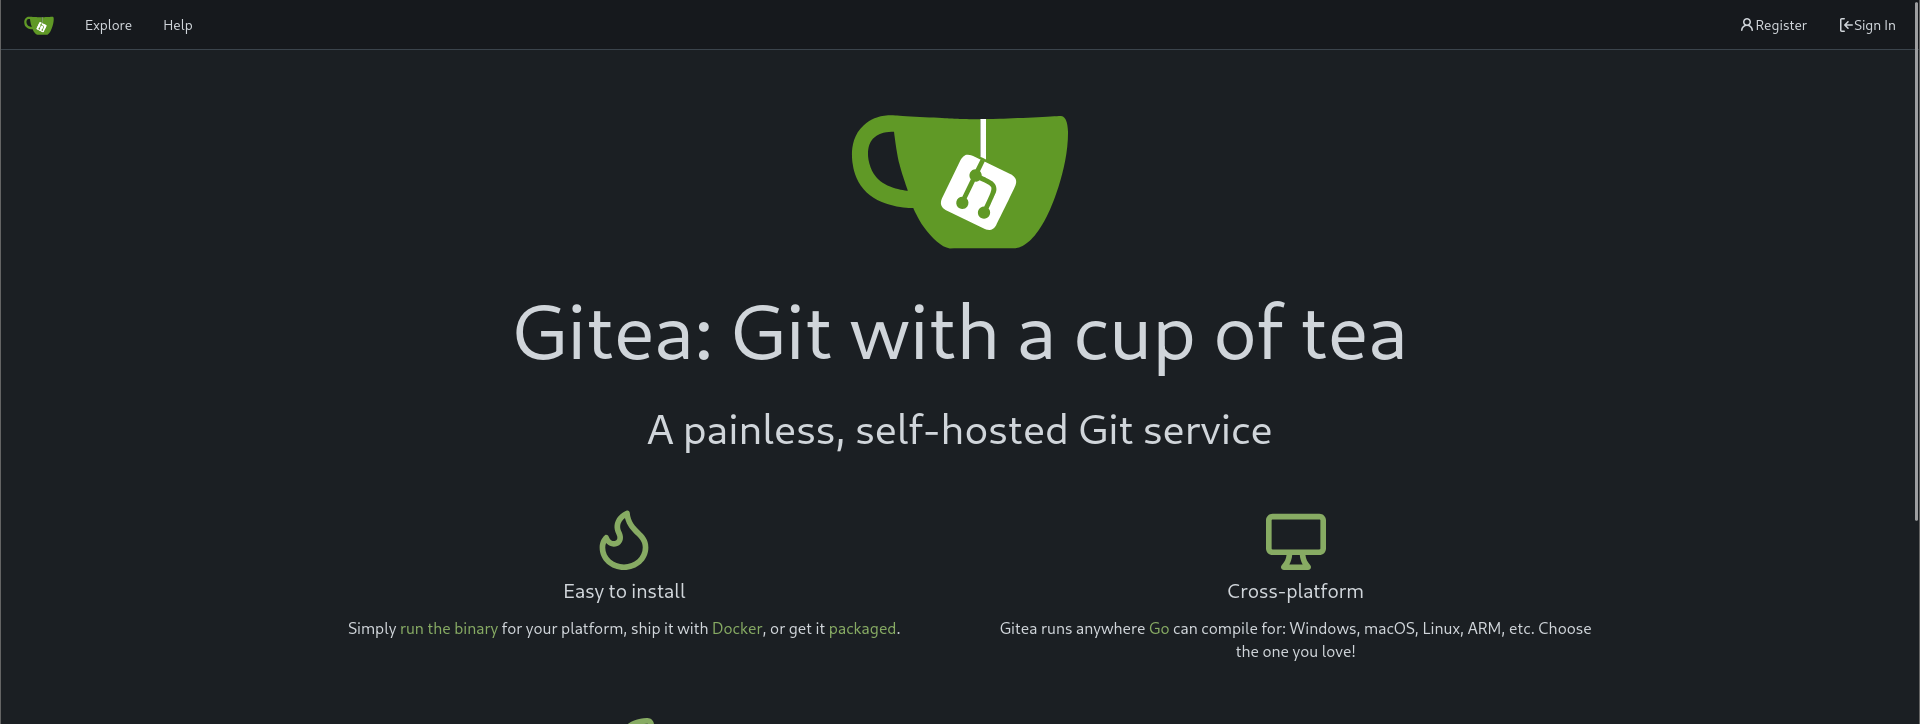 Explore Help Register Sign In
Gitea: Git with a cup of tea
A painless, self-hosted Git service
Easy to install
Simply run the binary for your platform, ship it with Docker, or get it packaged.
Cross-platform
Gitea runs anywhere Go can compile for: Windows, macOS, Linux, ARM, etc. Choose
the one you love!